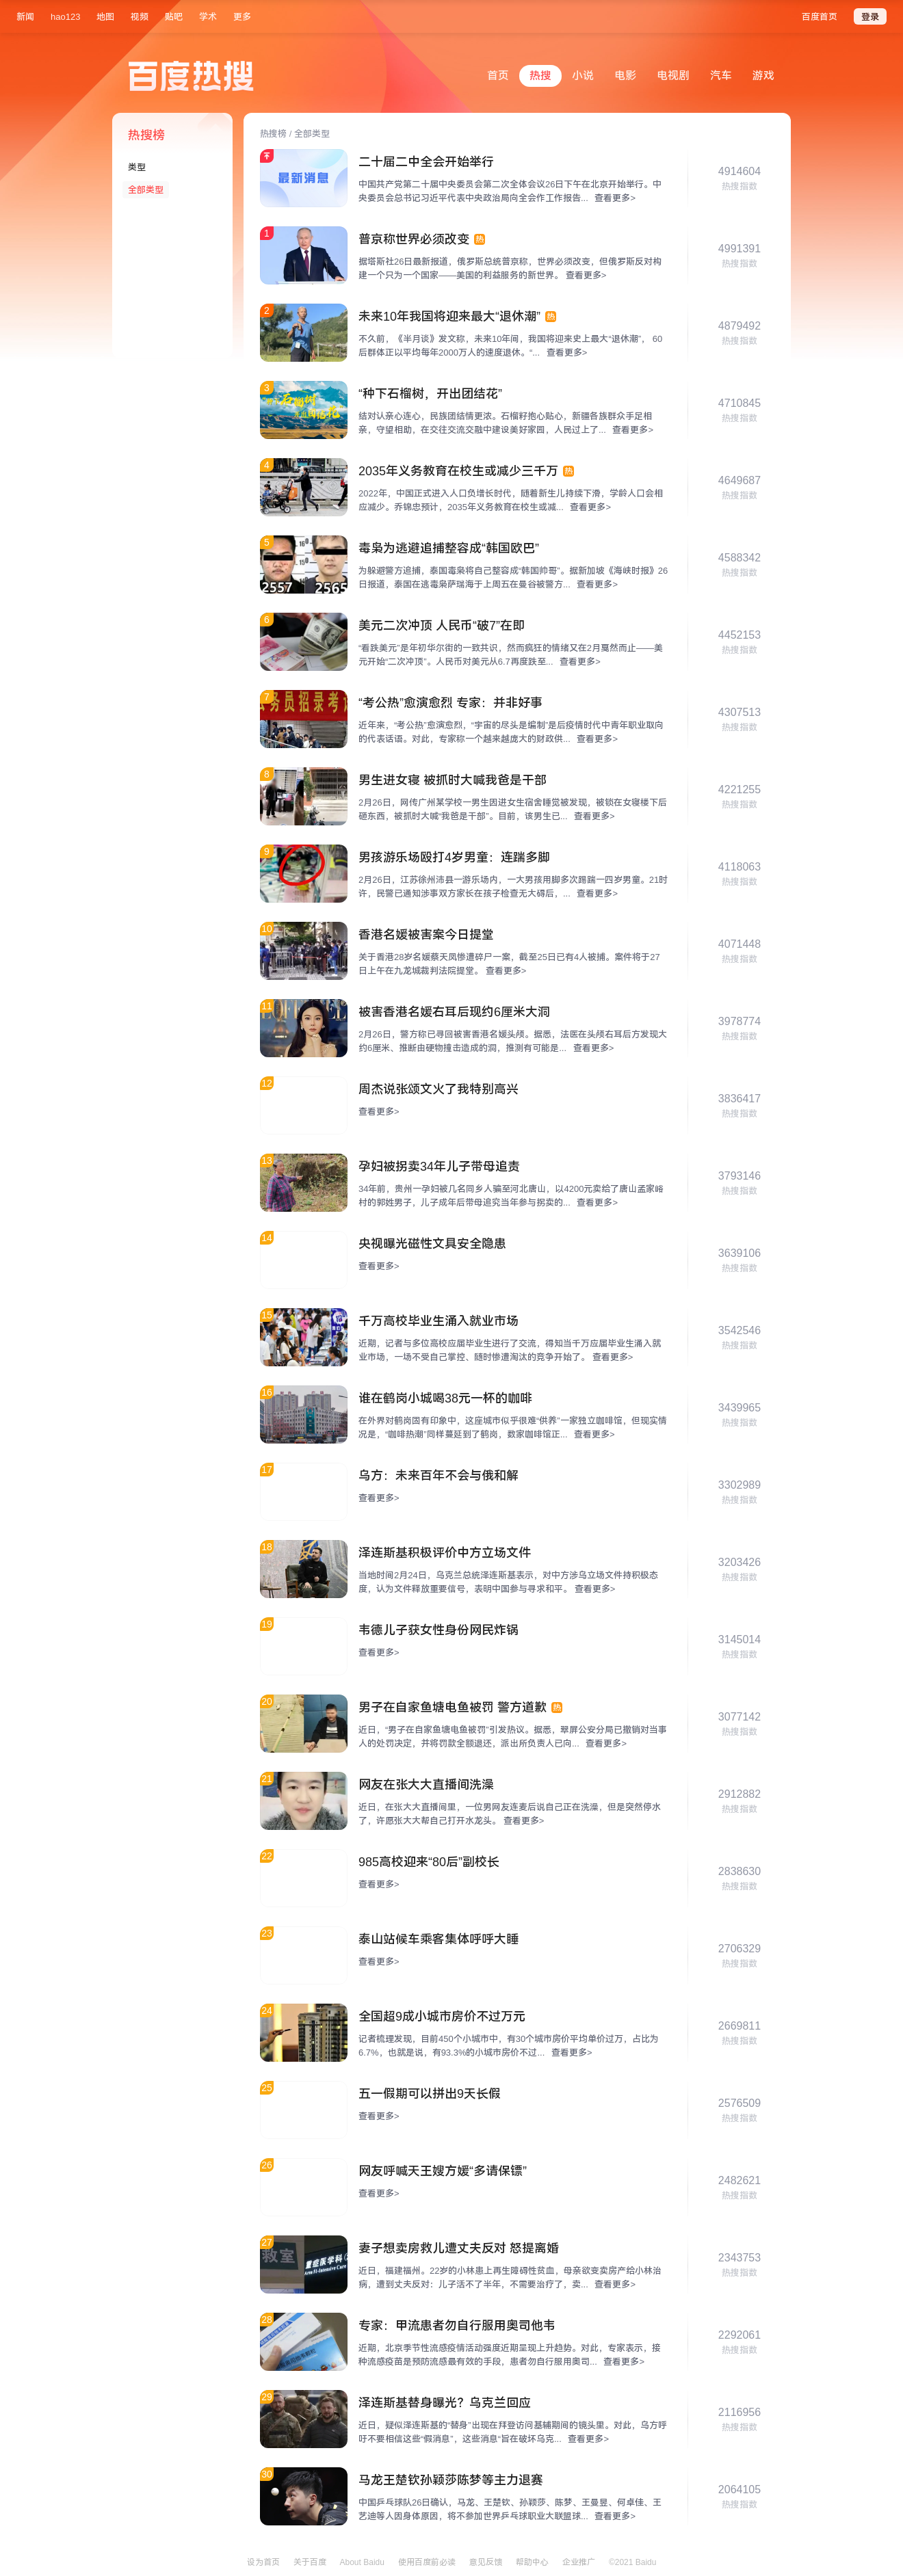 新闻 hao123 地图 视频 贴吧 学术 更多 百度首页 登录
百度热搜
首页 热搜 小说 电影 电视剧 汽车 游戏
热搜榜
类型
全部类型
热搜榜 / 全部类型
最新消息
二十届二中全会开始举行
中国共产党第二十届中央委员会第二次全体会议26日下午在北京开始举行。中
央委员会总书记习近平代表中央政治局向全会作工作报告... 查看更多>
4914604
热搜指数
1
普京称世界必须改变 热
据塔斯社26日最新报道，俄罗斯总统普京称，世界必须改变，但俄罗斯反对构
建一个只为一个国家——美国的利益服务的新世界。 查看更多>
4991391
热搜指数
2
未来10年我国将迎来最大“退休潮” 热
不久前，《半月谈》发文称，未来10年间，我国将迎来史上最大“退休潮”， 60
后群体正以平均每年2000万人的速度退休。“... 查看更多>
4879492
热搜指数
3
“种下石榴树，开出团结花”
结对认亲心连心，民族团结情更浓。石榴籽抱心贴心，新疆各族群众手足相
亲，守望相助，在交往交流交融中建设美好家园，人民过上了... 查看更多>
4710845
热搜指数
4
2035年义务教育在校生或减少三千万 热
2022年，中国正式进入人口负增长时代，随着新生儿持续下滑，学龄人口会相
应减少。乔锦忠预计，2035年义务教育在校生或减... 查看更多>
4649687
热搜指数
5
2557 2565
毒枭为逃避追捕整容成“韩国欧巴”
为躲避警方追捕，泰国毒枭将自己整容成“韩国帅哥”。据新加坡《海峡时报》26
日报道，泰国在逃毒枭萨瑞海于上周五在曼谷被警方... 查看更多>
4588342
热搜指数
6
美元二次冲顶 人民币“破7”在即
“看跌美元”是年初华尔街的一致共识，然而疯狂的情绪又在2月戛然而止——美
元开始“二次冲顶”。人民币对美元从6.7再度跌至... 查看更多>
4452153
热搜指数
7
“考公热”愈演愈烈 专家：并非好事
近年来，“考公热”愈演愈烈，“宇宙的尽头是编制”是后疫情时代中青年职业取向
的代表话语。对此，专家称一个越来越庞大的财政供... 查看更多>
4307513
热搜指数
8
男生进女寝 被抓时大喊我爸是干部
2月26日，网传广州某学校一男生因进女生宿舍睡觉被发现，被锁在女寝楼下后
砸东西，被抓时大喊“我爸是干部”。目前，该男生已... 查看更多>
4221255
热搜指数
9
男孩游乐场殴打4岁男童：连踹多脚
2月26日，江苏徐州沛县一游乐场内，一大男孩用脚多次踢踹一四岁男童。21时
许，民警已通知涉事双方家长在孩子检查无大碍后，... 查看更多>
4118063
热搜指数
10
香港名媛被害案今日提堂
关于香港28岁名媛蔡天凤惨遭碎尸一案，截至25日已有4人被捕。案件将于27
日上午在九龙城裁判法院提堂。 查看更多>
4071448
热搜指数
11
被害香港名媛右耳后现约6厘米大洞
2月26日，警方称已寻回被害香港名媛头颅。据悉，法医在头颅右耳后方发现大
约6厘米、推断由硬物撞击造成的洞，推测有可能是... 查看更多>
3978774
热搜指数
12
周杰说张颂文火了我特别高兴
查看更多>
3836417
热搜指数
13
孕妇被拐卖34年儿子带母追责
34年前，贵州一孕妇被几名同乡人骗至河北唐山，以4200元卖给了唐山孟家峪
村的郭姓男子，儿子成年后带母追究当年参与拐卖的... 查看更多>
3793146
热搜指数
14
央视曝光磁性文具安全隐患
查看更多>
3639106
热搜指数
15
千万高校毕业生涌入就业市场
近期，记者与多位高校应届毕业生进行了交流，得知当千万应届毕业生涌入就
业市场，一场不受自己掌控、随时惨遭淘汰的竞争开始了。 查看更多>
3542546
热搜指数
16
谁在鹤岗小城喝38元一杯的咖啡
在外界对鹤岗固有印象中，这座城市似乎很难“供养”一家独立咖啡馆，但现实情
况是，“咖啡热潮”同样蔓延到了鹤岗，数家咖啡馆正... 查看更多>
3439965
热搜指数
17
乌方：未来百年不会与俄和解
查看更多>
3302989
热搜指数
18
泽连斯基积极评价中方立场文件
当地时间2月24日，乌克兰总统泽连斯基表示，对中方涉乌立场文件持积极态
度，认为文件释放重要信号，表明中国参与寻求和平。 查看更多>
3203426
热搜指数
19
韦德儿子获女性身份网民炸锅
查看更多>
3145014
热搜指数
20
男子在自家鱼塘电鱼被罚 警方道歉 热
近日，“男子在自家鱼塘电鱼被罚”引发热议。据悉，翠屏公安分局已撤销对当事
人的处罚决定，并将罚款全额退还，派出所负责人已向... 查看更多>
3077142
热搜指数
21
网友在张大大直播间洗澡
近日，在张大大直播间里，一位男网友连麦后说自己正在洗澡，但是突然停水
了，许愿张大大帮自己打开水龙头。 查看更多>
2912882
热搜指数
22
985高校迎来“80后”副校长
查看更多>
2838630
热搜指数
23
泰山站候车乘客集体呼呼大睡
查看更多>
2706329
热搜指数
24
全国超9成小城市房价不过万元
记者梳理发现，目前450个小城市中，有30个城市房价平均单价过万，占比为
6.7%，也就是说，有93.3%的小城市房价不过... 查看更多>
2669811
热搜指数
25
五一假期可以拼出9天长假
查看更多>
2576509
热搜指数
26
网友呼喊天王嫂方媛“多请保镖”
查看更多>
2482621
热搜指数
27
妻子想卖房救儿遭丈夫反对 怒提离婚
近日，福建福州。22岁的小林患上再生障碍性贫血，母亲欲变卖房产给小林治
病，遭到丈夫反对：儿子活不了半年，不需要治疗了，卖... 查看更多>
2343753
热搜指数
28
专家：甲流患者勿自行服用奥司他韦
近期，北京季节性流感疫情活动强度近期呈现上升趋势。对此，专家表示，接
种流感疫苗是预防流感最有效的手段，患者勿自行服用奥司... 查看更多>
2292061
热搜指数
29
泽连斯基替身曝光？乌克兰回应
近日，疑似泽连斯基的“替身”出现在拜登访问基辅期间的镜头里。对此，乌方呼
吁不要相信这些“假消息”，这些消息“旨在破坏乌克... 查看更多>
2116956
热搜指数
30
马龙王楚钦孙颖莎陈梦等主力退赛
中国乒乓球队26日确认，马龙、王楚钦、孙颖莎、陈梦、王曼昱、何卓佳、王
艺迪等人因身体原因，将不参加世界乒乓球职业大联盟球... 查看更多>
2064105
热搜指数
设为首页 关于百度 About Baidu 使用百度前必读 意见反馈 帮助中心 企业推广 ©2021 Baidu